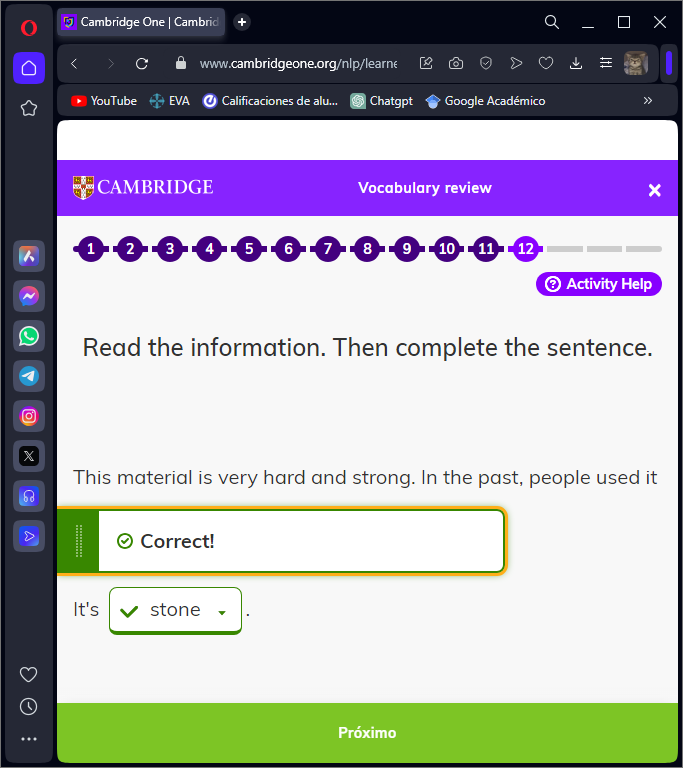 Cambridge One | Cambrid
www.cambridgeone.org/nlp/learne
YouTube EVA Calificaciones de alu... Chatgpt Google Académico »
CAMBRIDGE Vocabulary review
1 2 3 4 5 6 7 8 9 10 11 12
Activity Help
Read the information. Then complete the sentence.
This material is very hard and strong. In the past, people used it
Correct!
It's stone .
Próximo